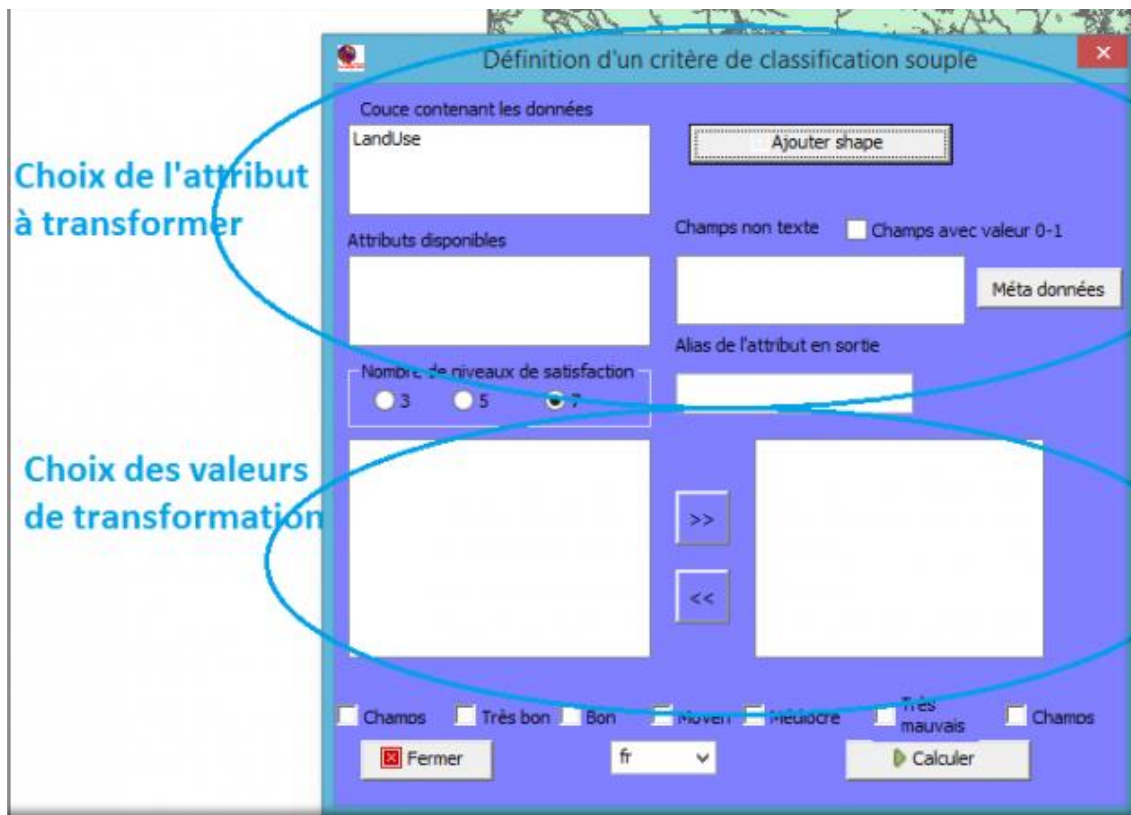 Définition d'un critère de classification souple
Couce contenant les données
LandUse
Ajouter shape
Choix de l'attribut
à transformer
Champs non texte
Champs avec valeur 0-1
Attributs disponibles
Méta données
Alias de l'attribut en sortie
Nombre de niveaux de satisfaction
3 5 7
Choix des valeurs
de transformation
>>
<<
Champs Très bon Bon Moyen Médiocre Très mauvais Champs
Fermer
fr
Calculer